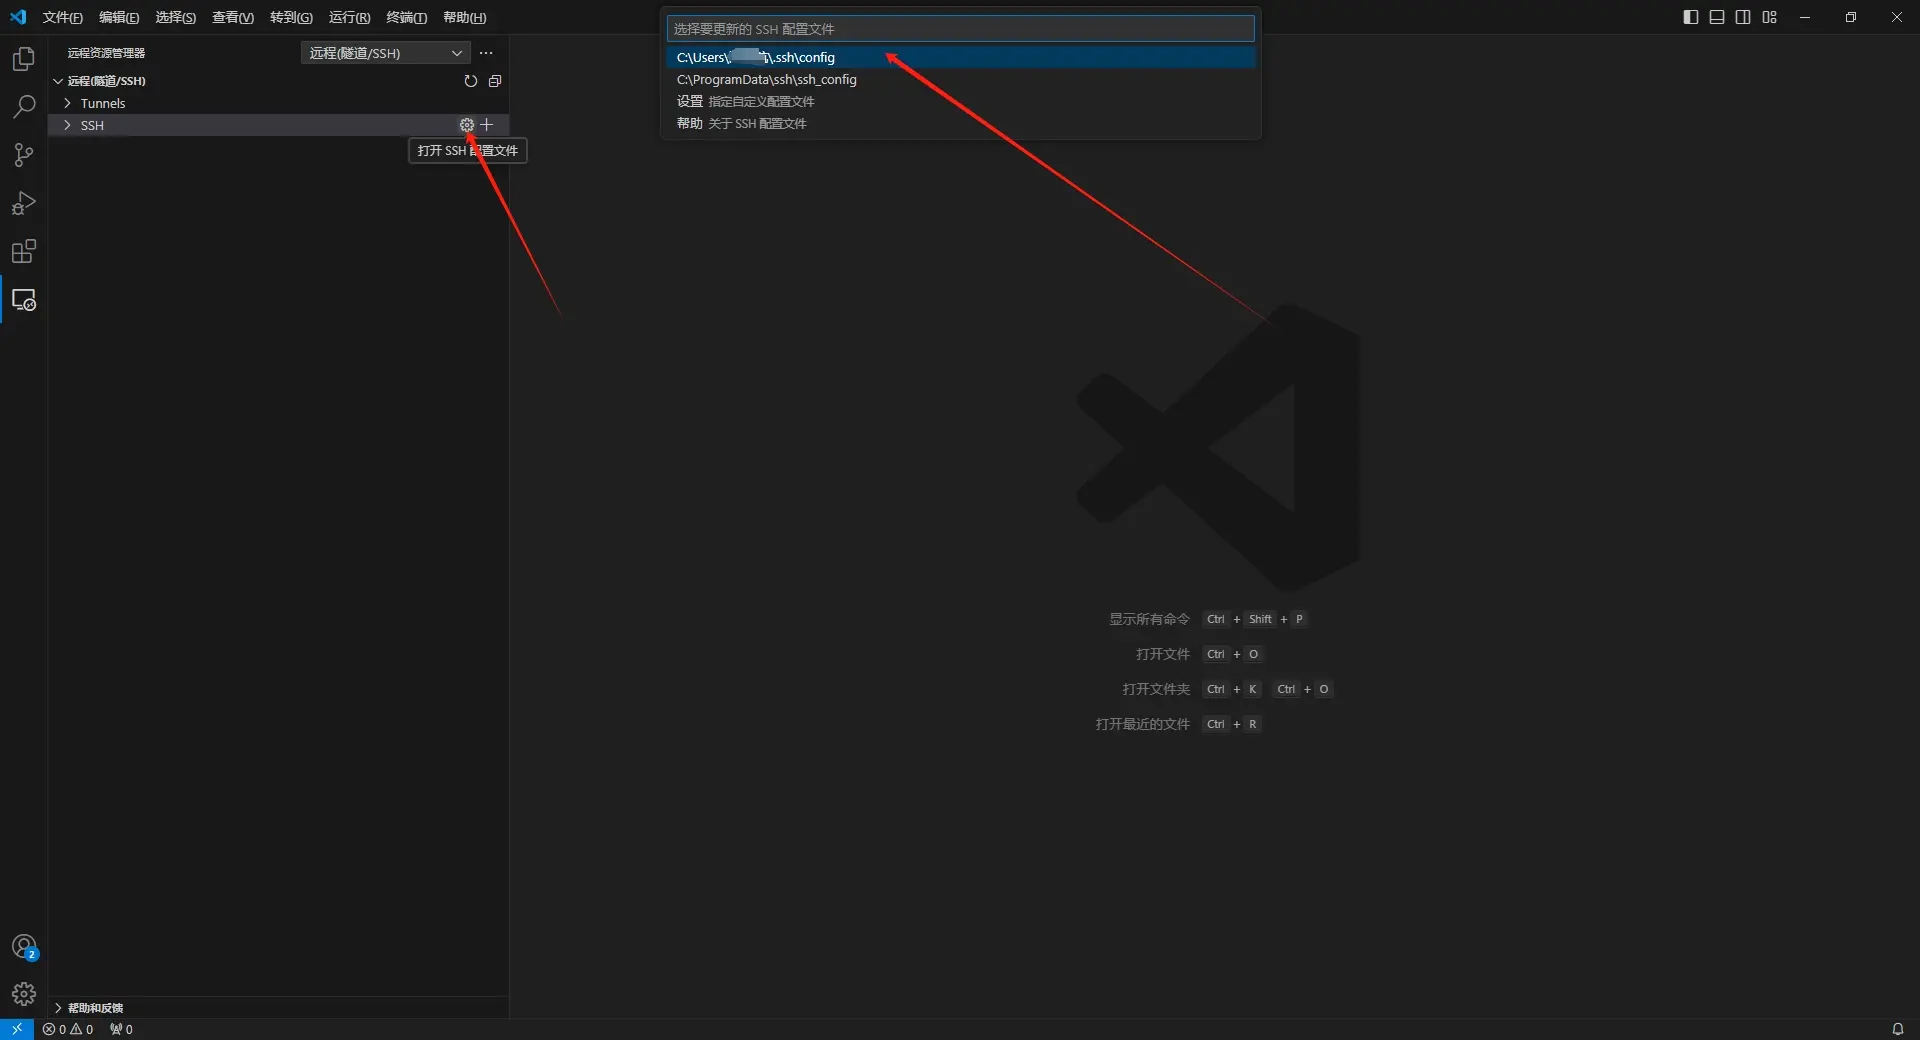 文件(F) 编辑(E) 选择(S) 查看(V) 转到(G) 运行(R) 终端(T) 帮助(H)
选择要更新的 SSH 配置文件
C:\Users\ \.ssh\config
C:\ProgramData\ssh\ssh_config
设置 指定自定义配置文件
帮助 关于 SSH 配置文件
远程资源管理器
远程(隧道/SSH)
远程(隧道/SSH)
Tunnels
SSH
打开 SSH 配置文件
显示所有命令 Ctrl + Shift + P
打开文件 Ctrl + O
打开文件夹 Ctrl + K Ctrl + O
打开最近的文件 Ctrl + R
2
帮助和反馈
0 0 0